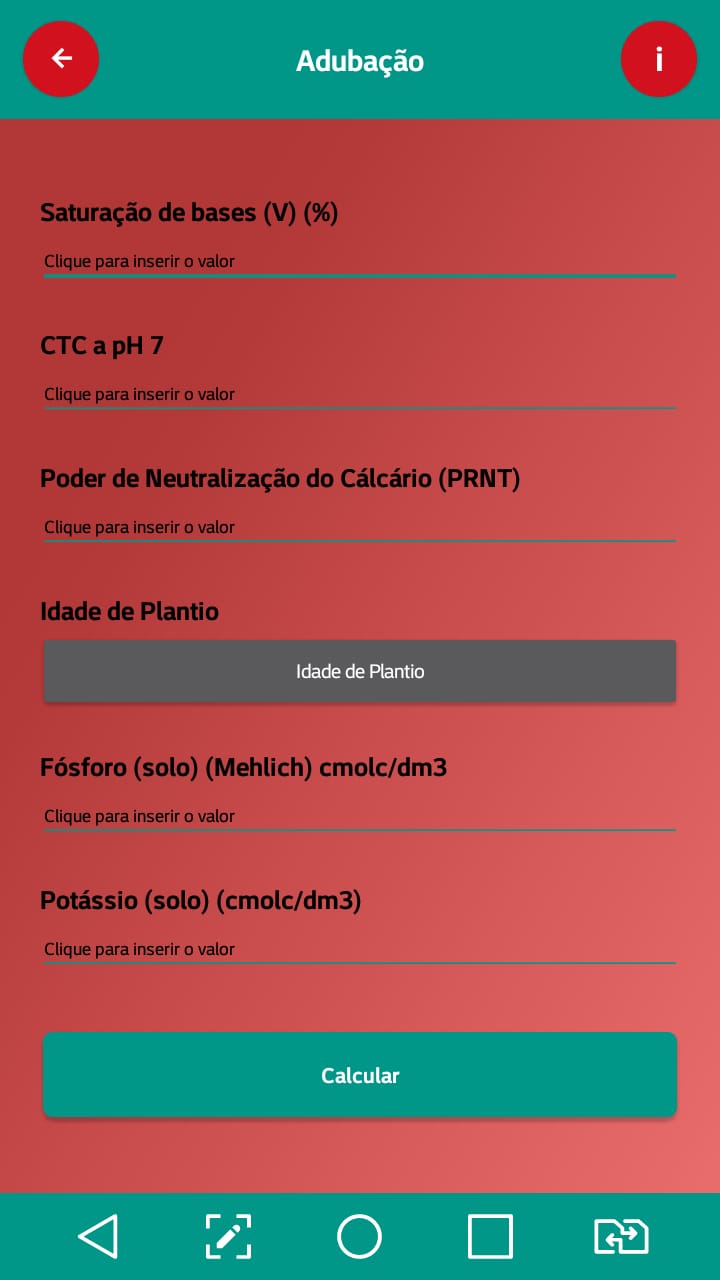 Adubação
i
Saturação de bases (V) (%)
Clique para inserir o valor
CTC a pH 7
Clique para inserir o valor
Poder de Neutralização do Cálcário (PRNT)
Clique para inserir o valor
Idade de Plantio
Idade de Plantio
Fósforo (solo) (Mehlich) cmolc/dm3
Clique para inserir o valor
Potássio (solo) (cmolc/dm3)
Clique para inserir o valor
Calcular